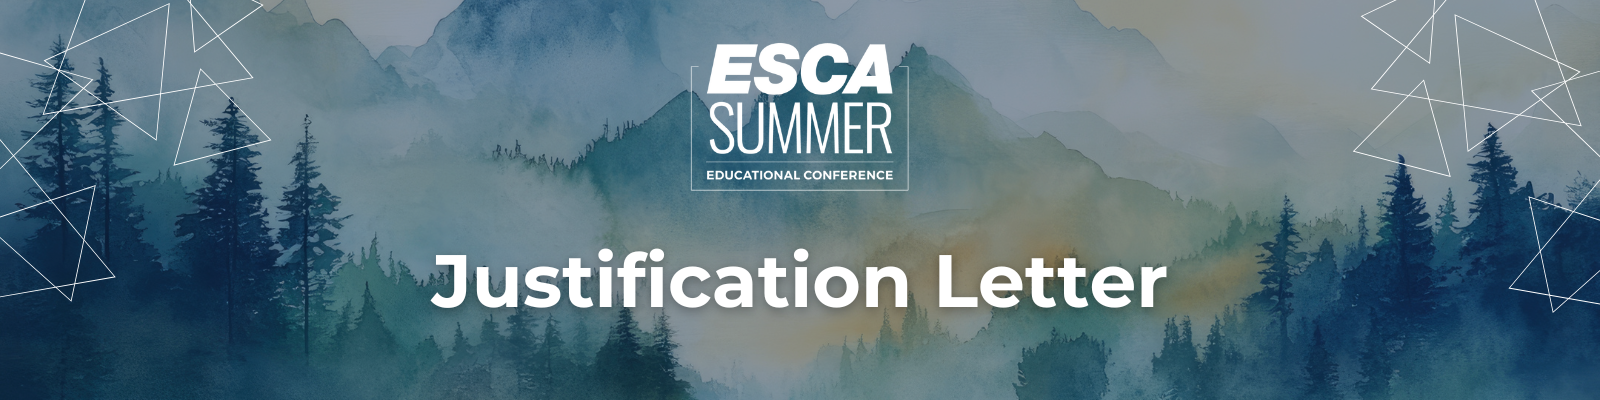 ESCA
SUMMER
EDUCATIONAL CONFERENCE
Justification Letter